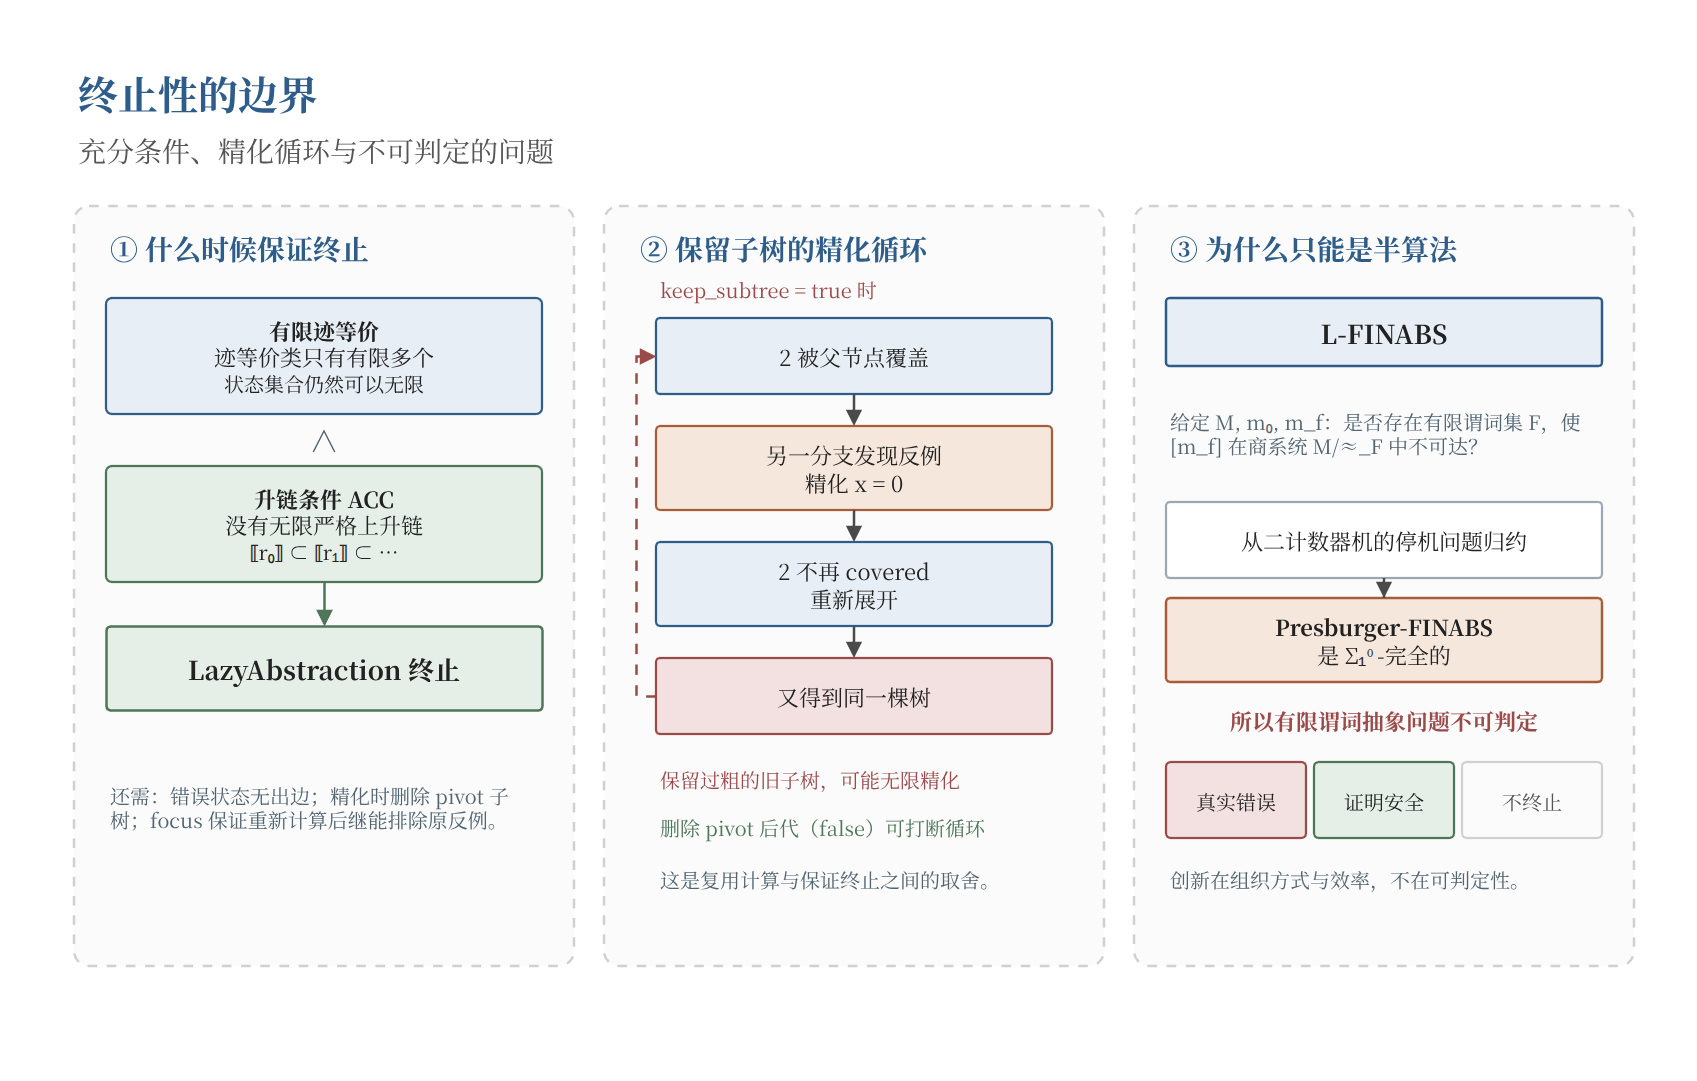 终止性的边界
充分条件、精化循环与不可判定的问题
① 什么时候保证终止
有限迹等价
迹等价类只有有限多个
状态集合仍然可以无限
∧
升链条件 ACC
没有无限严格上升链
⟦r₀⟧ ⊂ ⟦r₁⟧ ⊂ ⋯
LazyAbstraction 终止
还需：错误状态无出边；精化时删除 pivot 子
树；focus 保证重新计算后继能排除原反例。
② 保留子树的精化循环
keep_subtree = true 时
2 被父节点覆盖
另一分支发现反例
精化 x = 0
2 不再 covered
重新展开
又得到同一棵树
保留过粗的旧子树，可能无限精化
删除 pivot 后代（false）可打断循环
这是复用计算与保证终止之间的取舍。
③ 为什么只能是半算法
L-FINABS
给定 M, m₀, m_f：是否存在有限谓词集 F，使
[m_f] 在商系统 M/≈_F 中不可达？
从二计数器机的停机问题归约
Presburger-FINABS
是 Σ₁⁰-完全的
所以有限谓词抽象问题不可判定
真实错误
证明安全
不终止
创新在组织方式与效率，不在可判定性。